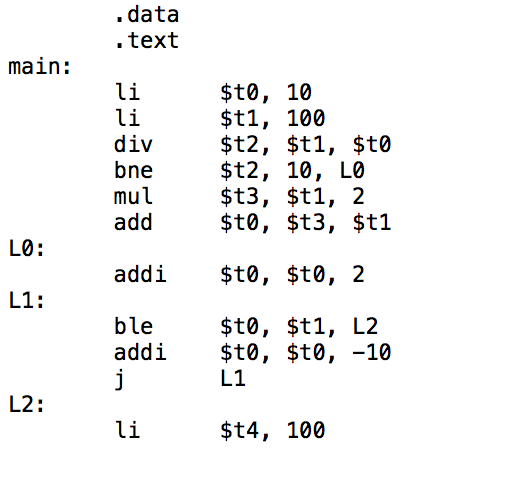 .data
.text
main:
li $t0, 10
li $t1, 100
div $t2, $t1, $t0
bne $t2, 10, L0
mul $t3, $t1, 2
add $t0, $t3, $t1
L0:
addi $t0, $t0, 2
L1:
ble $t0, $t1, L2
addi $t0, $t0, -10
j L1
L2:
li $t4, 100